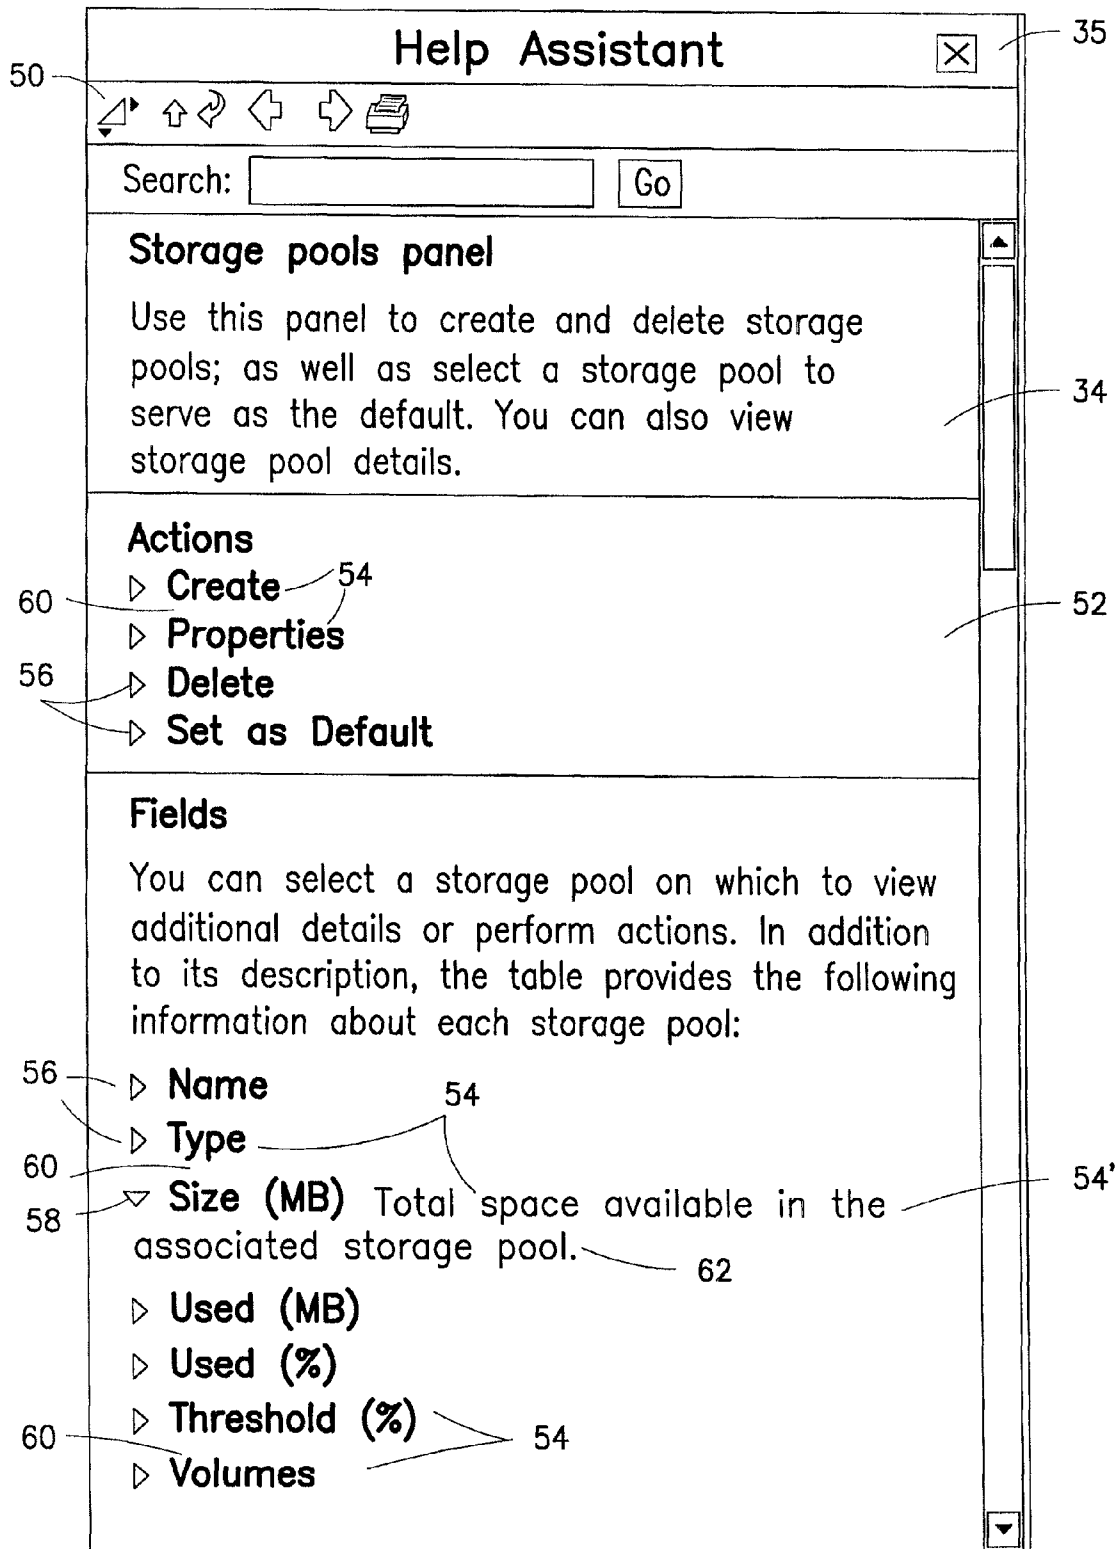 Help Assistant
35
50
Search: Go
Storage pools panel
Use this panel to create and delete storage
pools; as well as select a storage pool to
serve as the default. You can also view
storage pool details.
34
Actions
Create
54
60
52
Properties
56
Delete
Set as Default
Fields
You can select a storage pool on which to view
additional details or perform actions. In addition
to its description, the table provides the following
information about each storage pool:
56
Name
54
Type
60
54'
Size (MB) Total space available in the
58
associated storage pool.
62
Used (MB)
Used (%)
Threshold (%)
60
54
Volumes